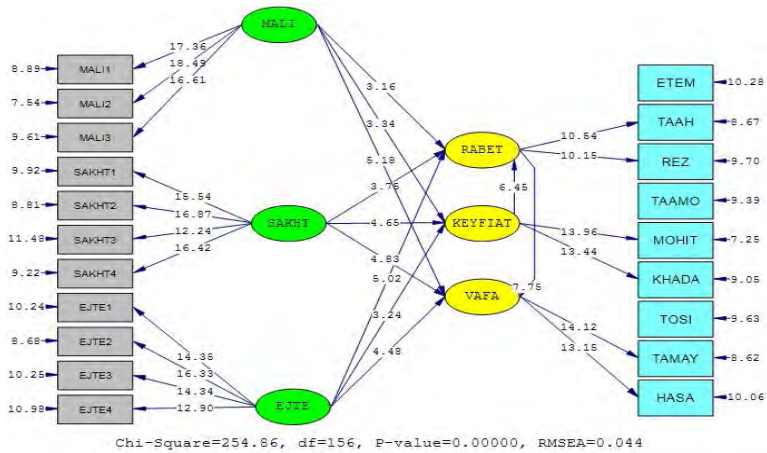 MALI
17.36
8.89
MALI1
18.49
7.54
MALI2
16.61
9.61
MALI3
9.92
SAKHT1
8.81
SAKHT2
11.48
SAKHT3
9.22
SAKHT4
10.24
EJTE1
8.68
EJTE2
10.25
EJTE3
10.98
EJTE4
15.54
16.87
12.24
16.42
SAKHT
14.35
16.33
14.34
12.90
EJTE
3.16
3.34
5.19
3.75
4.65
4.83
5.02
3.24
4.48
RABET
KEYFIAT
VAFA
6.45
7.75
10.54
10.15
13.96
13.44
14.12
13.15
ETEM
10.28
TAAH
8.67
REZ
9.70
TAAMO
9.39
MOHIT
7.25
KHADA
9.05
TOSI
9.63
TAMAY
8.62
HASA
10.06
Chi-Square=254.86, df=156, P-value=0.00000, RMSEA=0.044